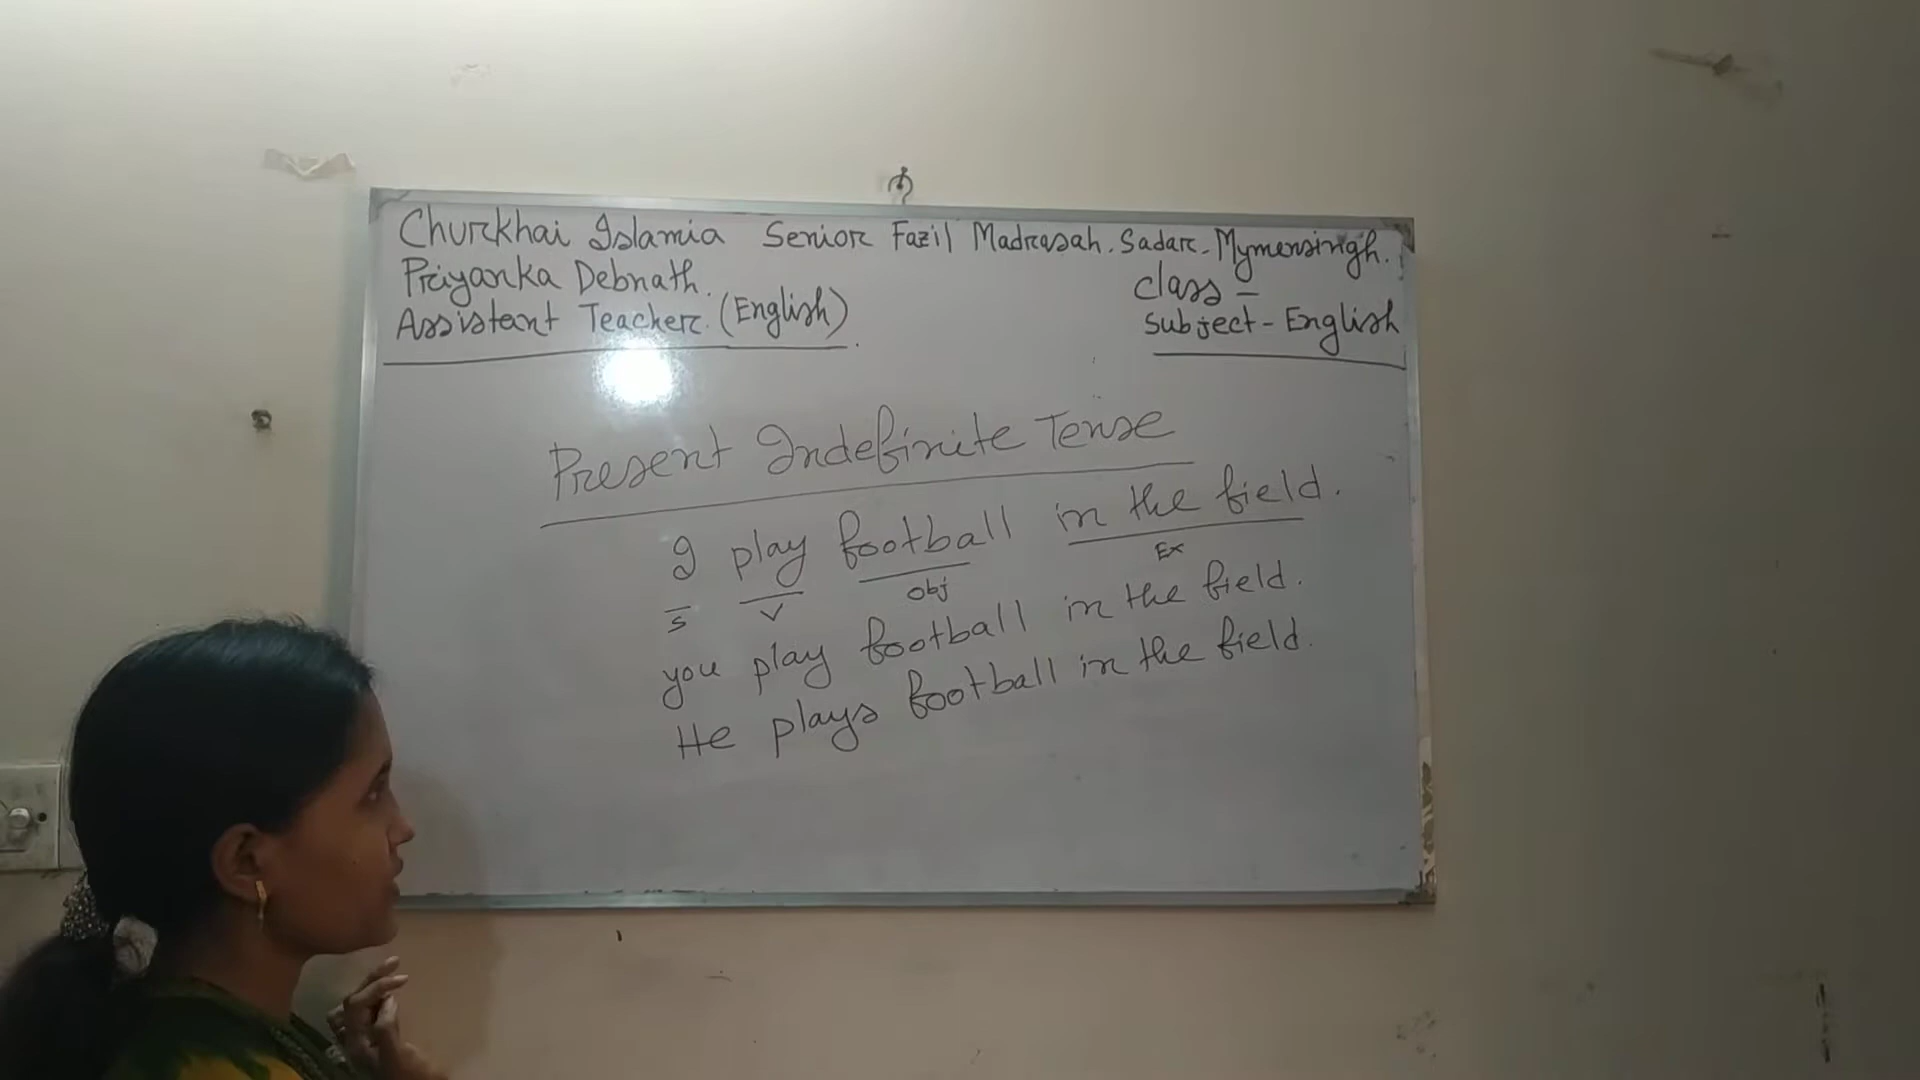 Churkhai Islamia Senior Fazil Madrasah. Sadar. Mymensingh.
Priyanka Debnath.
Class -
Assistant Teacher. (English)
Subject - English
Present Indefinite Tense
I play football in the field.
S V Obj Ex
you play football in the field.
He plays football in the field.